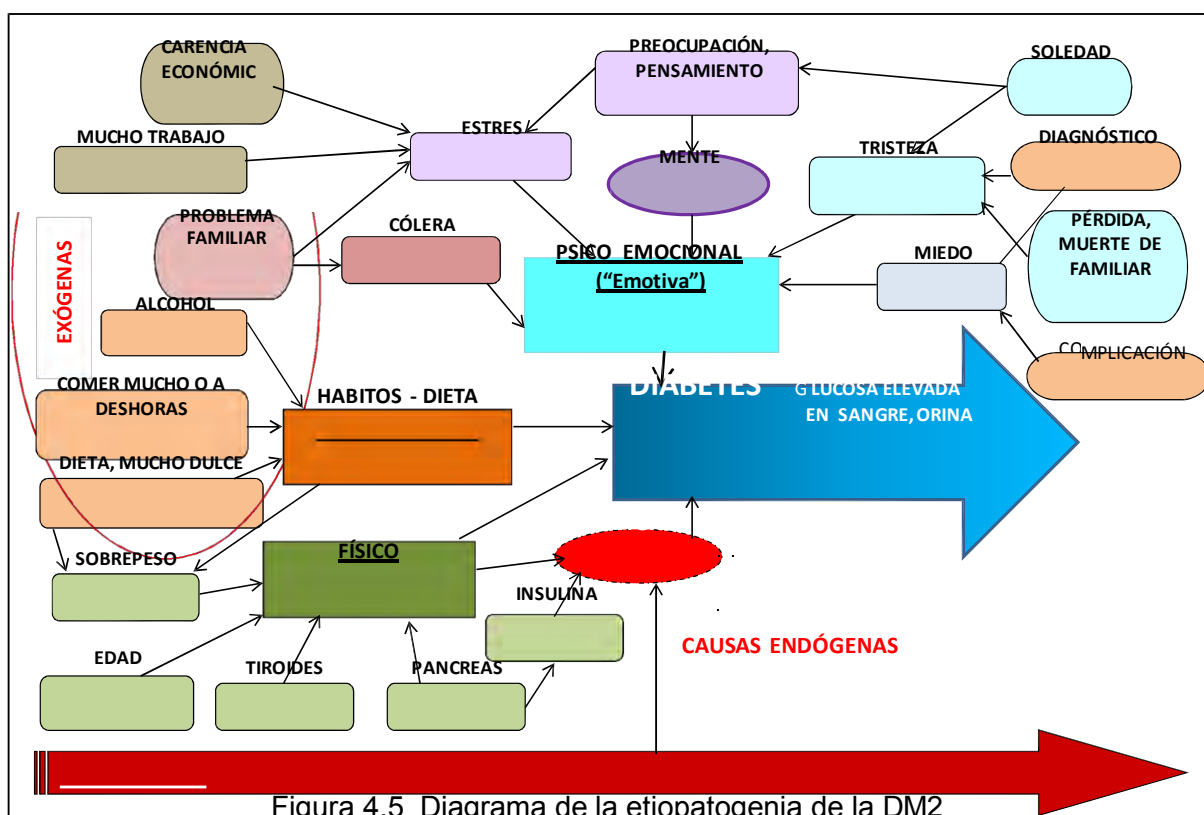 CARENCIA
ECONÓMIC
PREOCUPACIÓN,
PENSAMIENTO
SOLEDAD
MUCHO TRABAJO
ESTRES
MENTE
TRISTEZA
DIAGNÓSTICO
EXÓGENAS
PROBLEMA
FAMILIAR
CÓLERA
PSICO EMOCIONAL
(“Emotiva”)
MIEDO
PÉRDIDA,
MUERTE DE
FAMILIAR
ALCOHOL
COMPLICACIÓN
COMER MUCHO O A
DESHORAS
HABITOS - DIETA
DIABETES
GLUCOSA ELEVADA
EN SANGRE, ORINA
DIETA, MUCHO DULCE
SOBREPESO
FÍSICO
INSULINA
CAUSAS ENDÓGENAS
EDAD
TIROIDES
PANCREAS
Figura 4.5 Diagrama de la etiopatogenia de la DM2